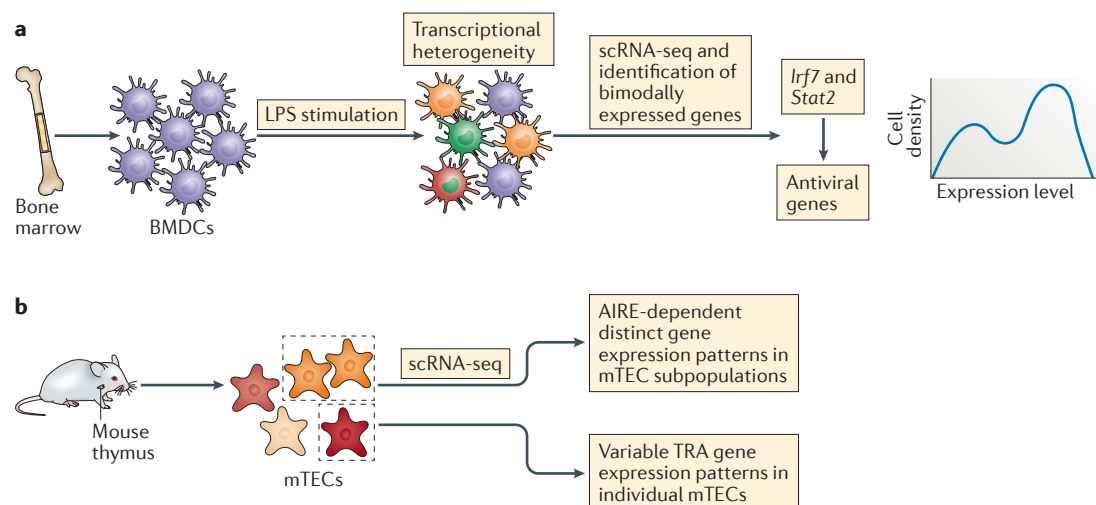 a
Bone
marrow
BMDCs
LPS stimulation
Transcriptional
heterogeneity
scRNA-seq and
identification of
bimodally
expressed genes
Irf7 and
Stat2
Antiviral
genes
Cell
density
Expression level
b
Mouse
thymus
mTECs
scRNA-seq
AIRE-dependent
distinct gene
expression patterns in
mTEC subpopulations
Variable TRA gene
expression patterns in
individual mTECs